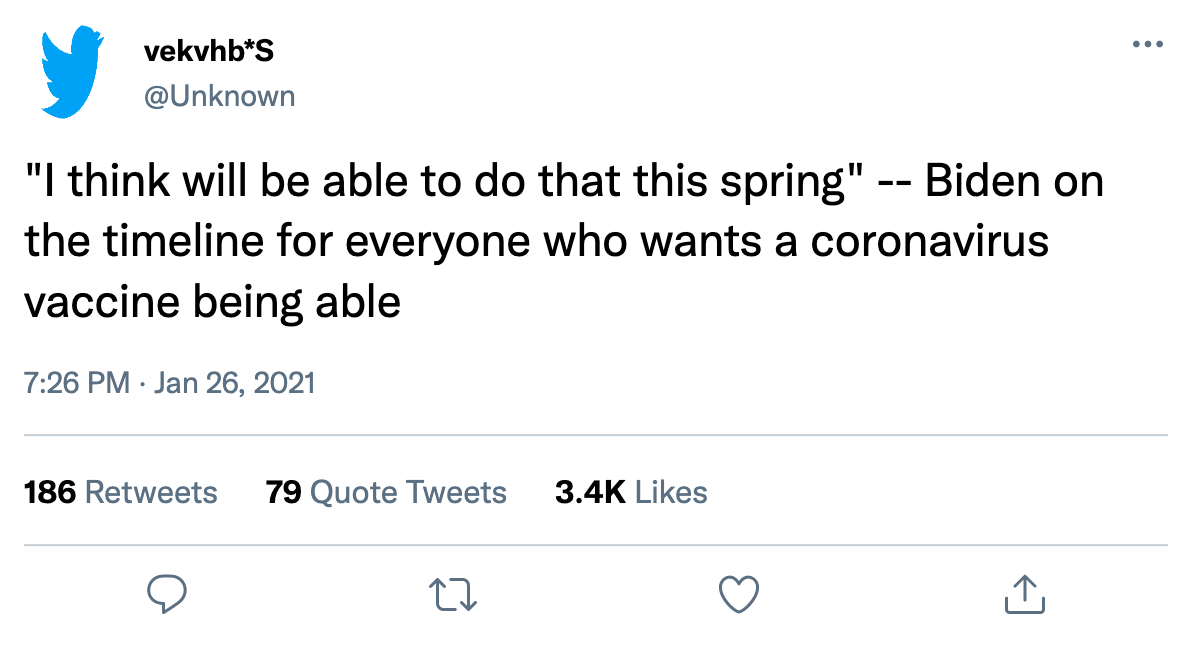 vekvhb*S
@Unknown
"I think will be able to do that this spring" -- Biden on
the timeline for everyone who wants a coronavirus
vaccine being able
7:26 PM · Jan 26, 2021
186 Retweets 79 Quote Tweets 3.4K Likes